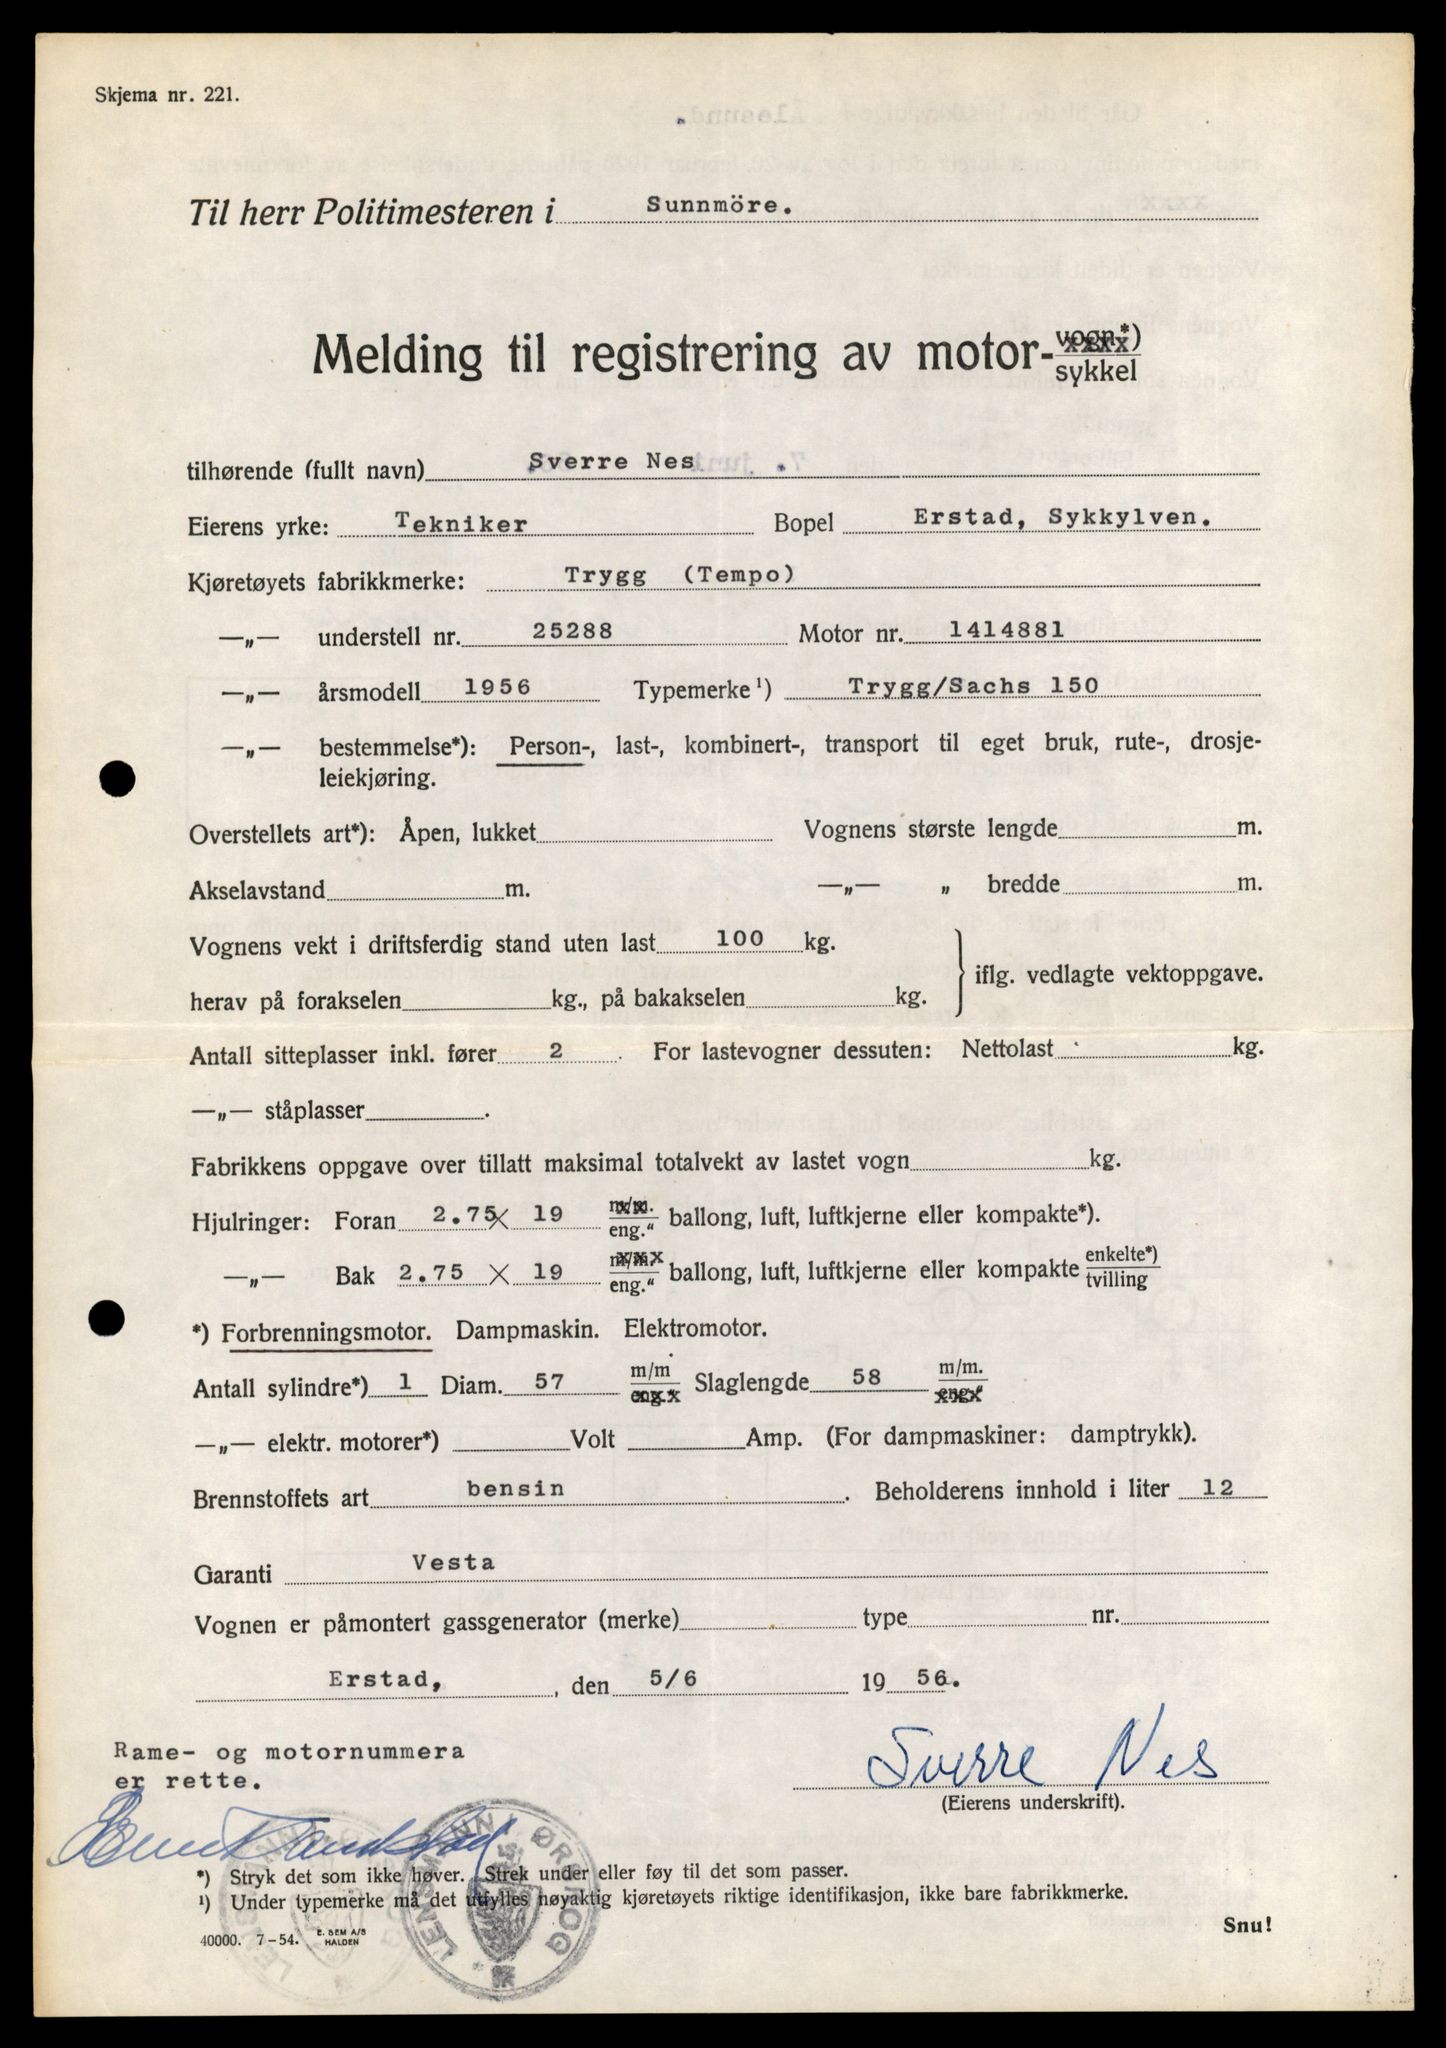 Skjema nr. 221.
Til herr Politimesteren i Sunnmöre.
Melding til registrering av motor- vogn*) sykkel
tilhørende (fullt navn) Sverre Nes
Eierens yrke: Tekniker Bopel Erstad, Sykkylven.
Kjøretøyets fabrikkmerke: Trygg (Tempo)
—„— understell nr. 25288 Motor nr. 1414881
—„— årsmodell 1956 Typemerke ¹) Trygg/Sachs 150
—„— bestemmelse*): Person-, last-, kombinert-, transport til eget bruk, rute-, drosje-
leiekjøring.
Overstellets art*): Åpen, lukket Vognens største lengde m.
Akselavstand m. —„— „ bredde m.
Vognens vekt i driftsferdig stand uten last 100 kg.
iflg. vedlagte vektoppgave.
herav på forakselen kg., på bakakselen kg.
Antall sitteplasser inkl. fører 2 . For lastevogner dessuten: Nettolast kg.
—„— ståplasser .
Fabrikkens oppgave over tillatt maksimal totalvekt av lastet vogn kg.
Hjulringer: Foran 2.75 X 19 m/m. eng.“ ballong, luft, luftkjerne eller kompakte*).
—„— Bak 2.75 X 19 m/m. eng.“ ballong, luft, luftkjerne eller kompakte enkelte*) tvilling
*) Forbrenningsmotor. Dampmaskin. Elektromotor.
Antall sylindre*) 1 Diam. 57 m/m eng. Slaglengde 58 m/m. eng.“
—„— elektr. motorer*) Volt Amp. (For dampmaskiner: damptrykk).
Brennstoffets art bensin . Beholderens innhold i liter 12
Garanti Vesta
Vognen er påmontert gassgenerator (merke) type nr.
Erstad, , den 5/6 19 56.
Rame- og motornummera
er rette.
Sverre Nes
(Eierens underskrift).
*) Stryk det som ikke høver. Strek under eller føy til det som passer.
¹) Under typemerke må det utfylles nøyaktig kjøretøyets riktige identifikasjon, ikke bare fabrikkmerke.
Snu!
40000. 7-54. E. SEM A/S
HALDEN
LENSMANN I ØRSKOG